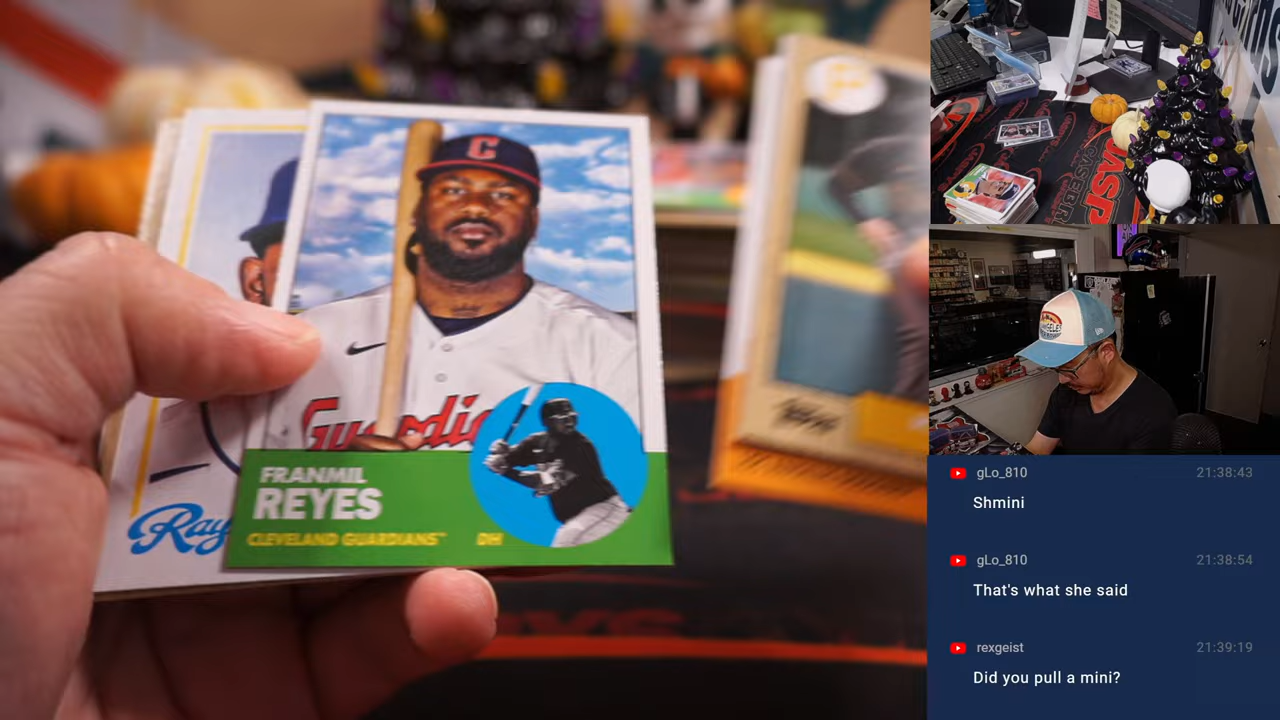 C
Guardia
FRANMIL
REYES
CLEVELAND GUARDIANS™ DH
Ray
gLo_810 21:38:43
Shmini
gLo_810 21:38:54
That's what she said
rexgeist 21:39:19
Did you pull a mini?